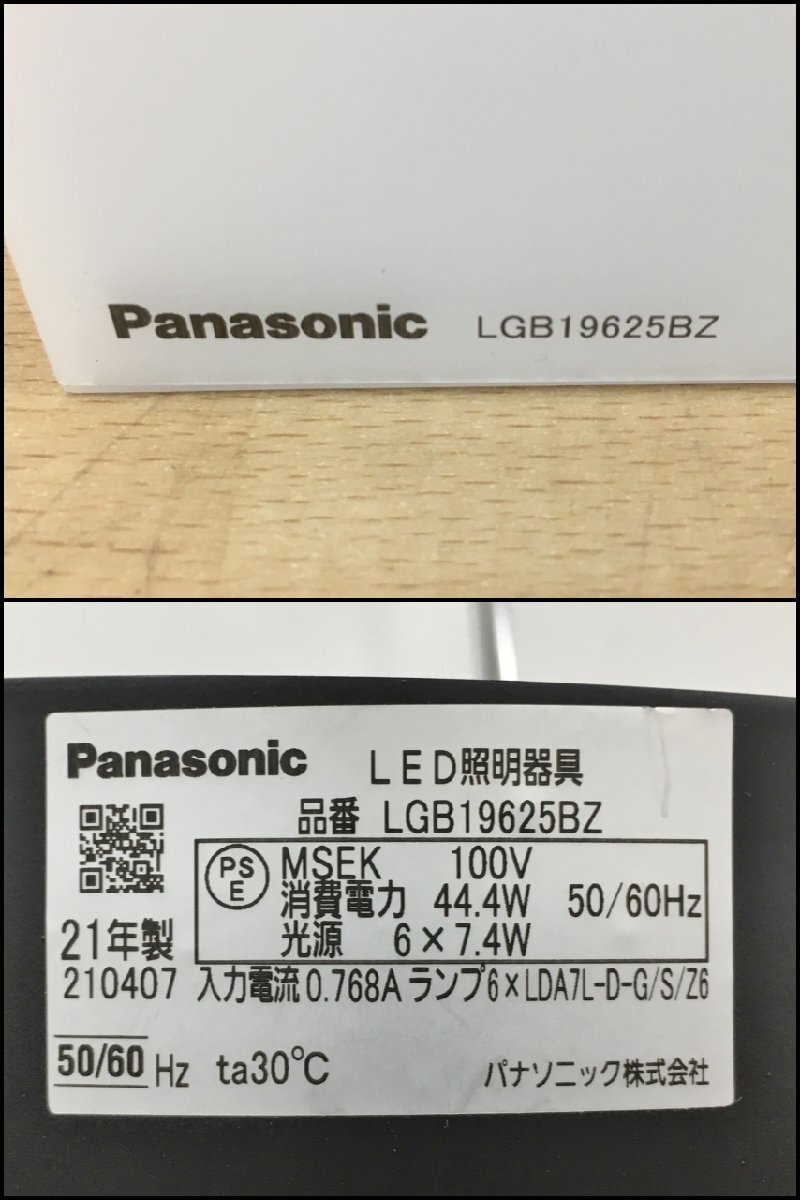 Panasonic LGB19625BZ
Panasonic LED照明器具
品番 LGB19625BZ
PS
E
MSEK 100V
消費電力 44.4W 50/60Hz
光源 6×7.4W
21年製
210407 入力電流0.768A ランプ6×LDA7L-D-G/S/Z6
50/60 Hz ta30℃
パナソニック株式会社